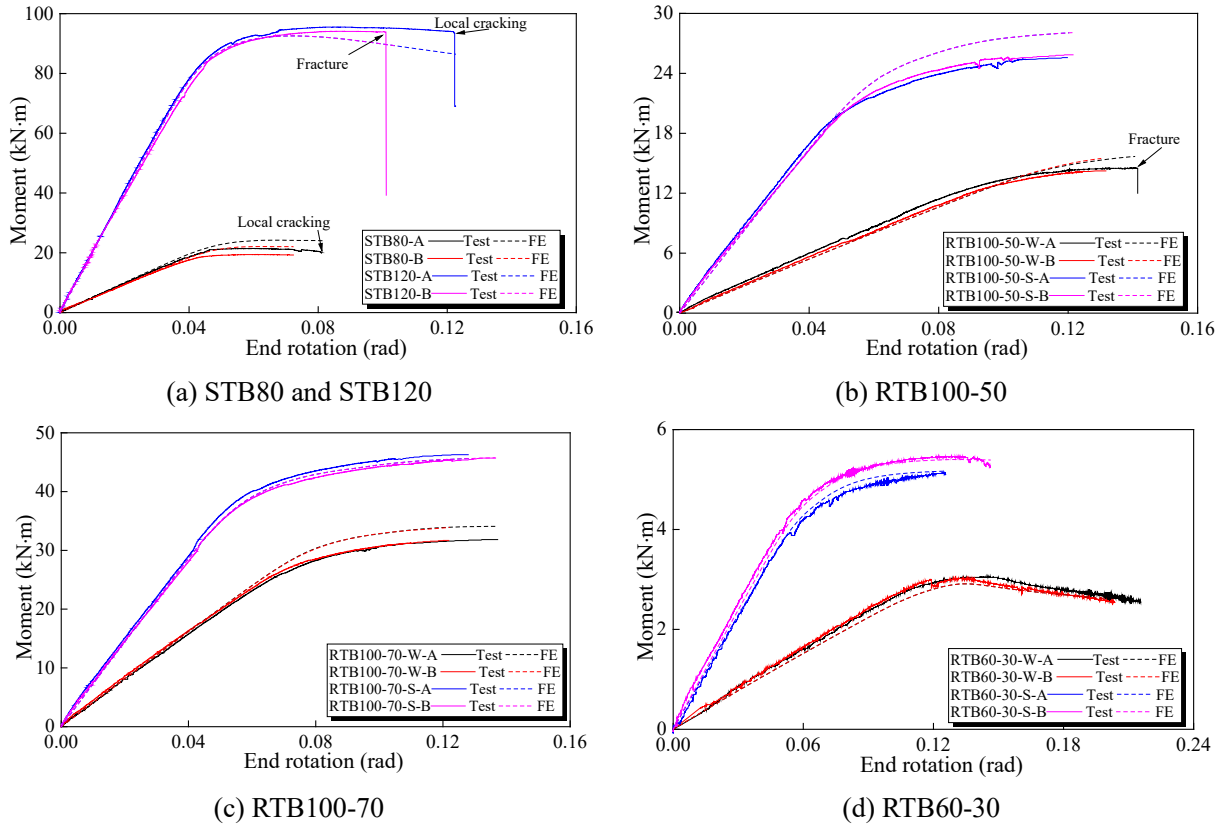 100
80
60
40
20
0
Moment (kN·m)
Local cracking
Fracture
Local cracking
STB80-A Test FE
STB80-B Test FE
STB120-A Test FE
STB120-B Test FE
0.00 0.04 0.08 0.12 0.16
End rotation (rad)
(a) STB80 and STB120
30
24
18
12
6
0
Moment (kN·m)
Fracture
RTB100-50-W-A Test FE
RTB100-50-W-B Test FE
RTB100-50-S-A Test FE
RTB100-50-S-B Test FE
0.00 0.04 0.08 0.12 0.16
End rotation (rad)
(b) RTB100-50
50
40
30
20
10
0
Moment (kN·m)
RTB100-70-W-A Test FE
RTB100-70-W-B Test FE
RTB100-70-S-A Test FE
RTB100-70-S-B Test FE
0.00 0.04 0.08 0.12 0.16
End rotation (rad)
(c) RTB100-70
6
4
2
0
Moment (kN·m)
RTB60-30-W-A Test FE
RTB60-30-W-B Test FE
RTB60-30-S-A Test FE
RTB60-30-S-B Test FE
0.00 0.06 0.12 0.18 0.24
End rotation (rad)
(d) RTB60-30